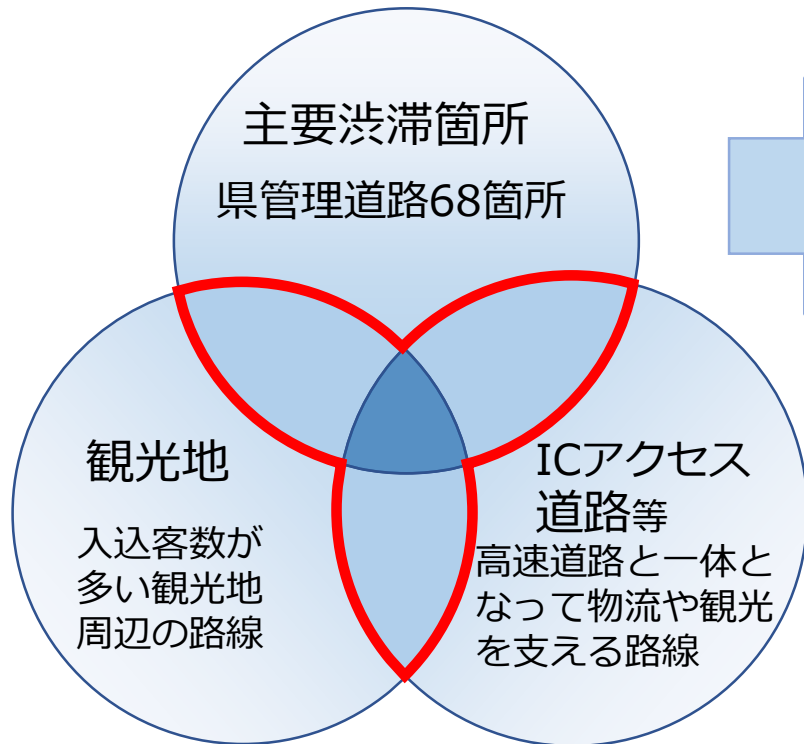 主要渋滞箇所
県管理道路68箇所
観光地
入込客数が
多い観光地
周辺の路線
ICアクセス
道路等
高速道路と一体と
なって物流や観光
を支える路線